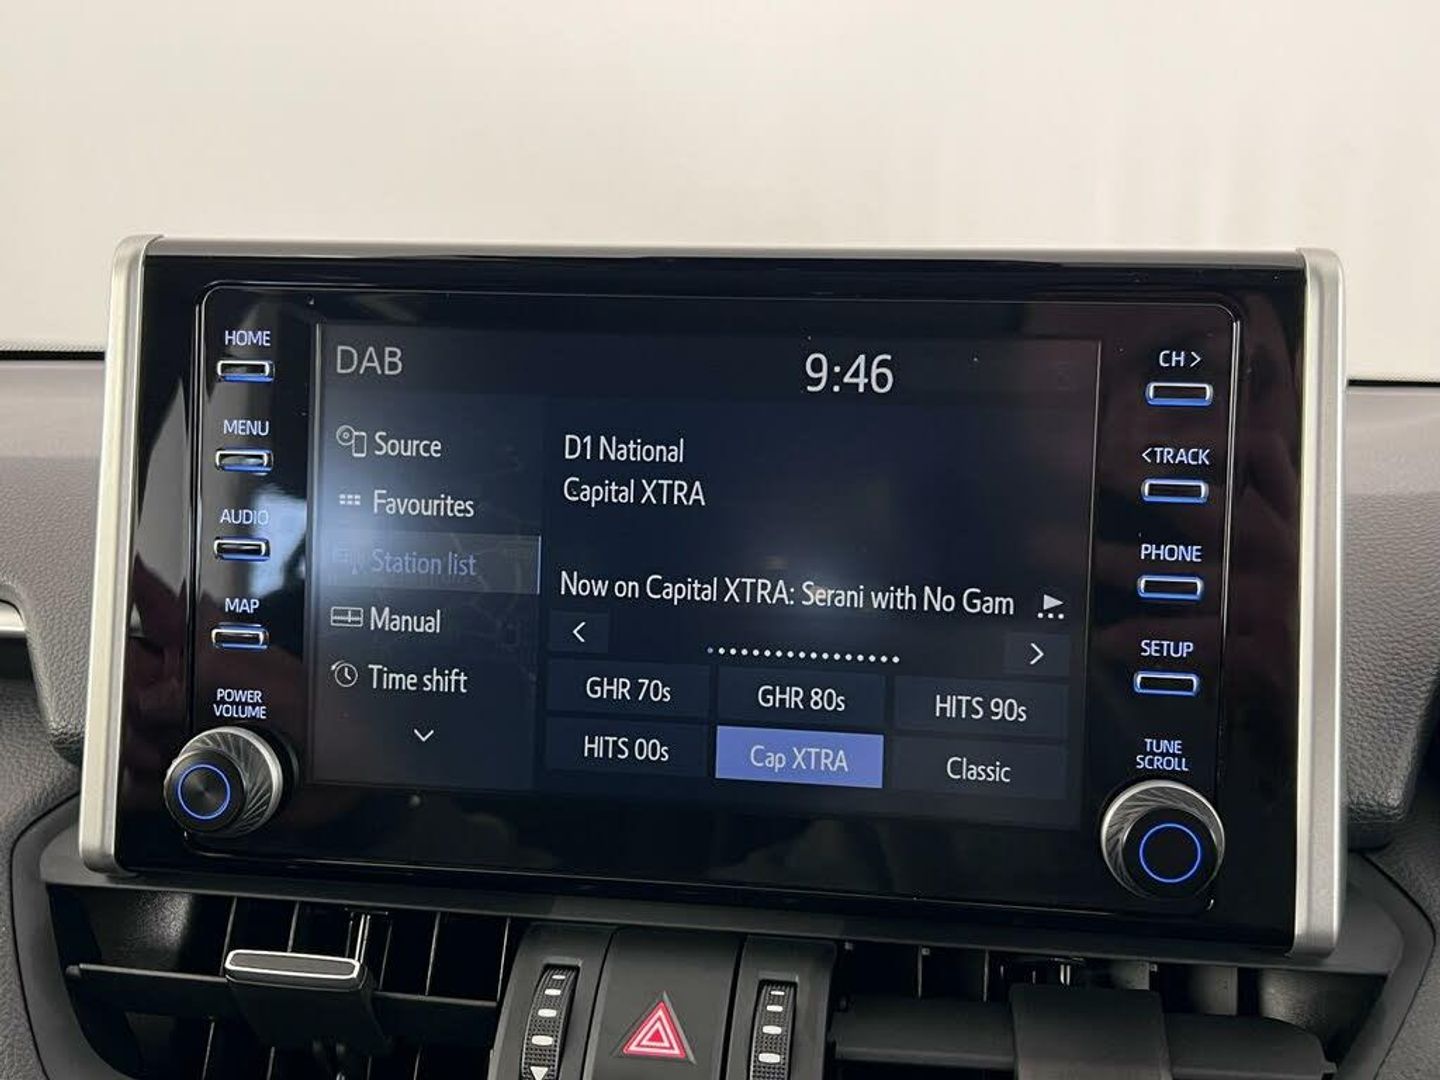 HOME
MENU
AUDIO
MAP
POWER
VOLUME
DAB
9:46
Source
Favourites
Station list
Manual
Time shift
D1 National
Capital XTRA
Now on Capital XTRA: Serani with No Gam
GHR 70s
GHR 80s
HITS 90s
HITS 00s
Cap XTRA
Classic
CH >
<TRACK
PHONE
SETUP
TUNE
SCROLL